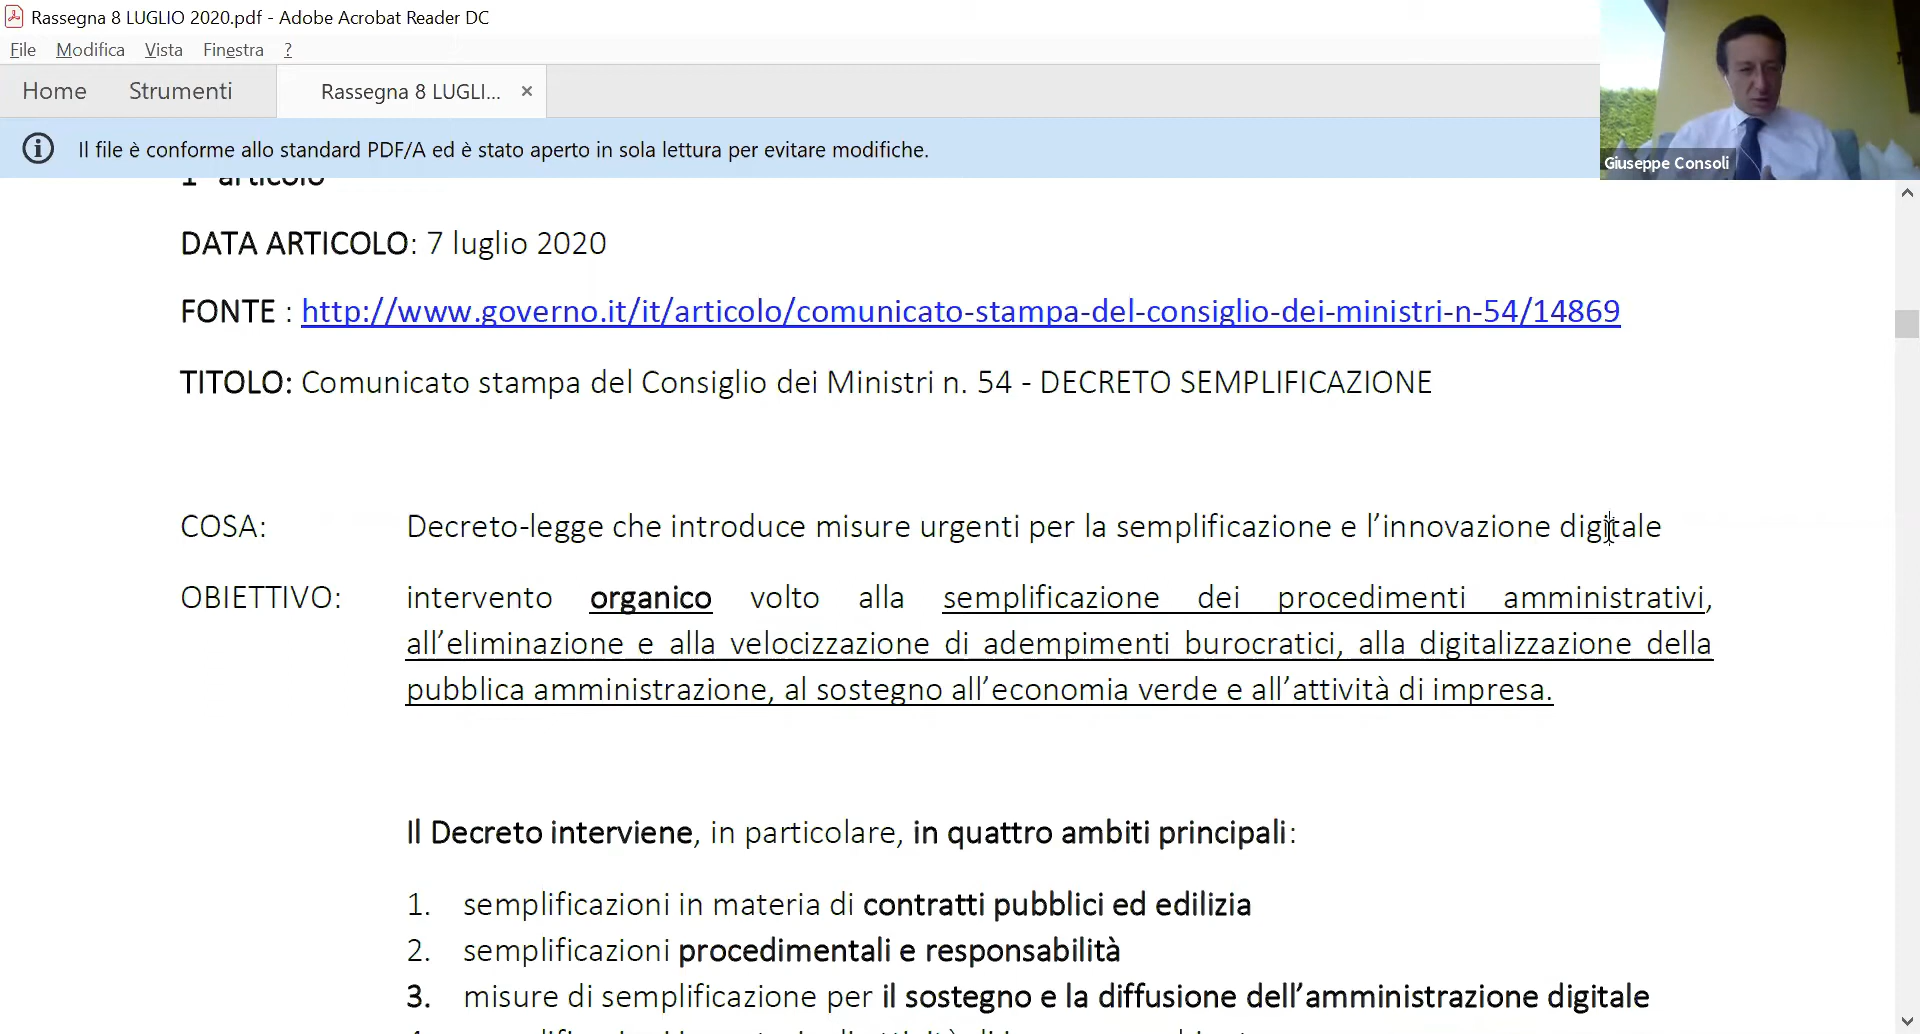 Rassegna 8 LUGLIO 2020.pdf - Adobe Acrobat Reader DC
File Modifica Vista Finestra ?
Home Strumenti Rassegna 8 LUGLI... ×
Il file è conforme allo standard PDF/A ed è stato aperto in sola lettura per evitare modifiche.
Giuseppe Consoli
1° articolo
DATA ARTICOLO: 7 luglio 2020
FONTE : http://www.governo.it/it/articolo/comunicato-stampa-del-consiglio-dei-ministri-n-54/14869
TITOLO: Comunicato stampa del Consiglio dei Ministri n. 54 - DECRETO SEMPLIFICAZIONE
COSA: Decreto-legge che introduce misure urgenti per la semplificazione e l’innovazione digitale
OBIETTIVO: intervento organico volto alla semplificazione dei procedimenti amministrativi,
all’eliminazione e alla velocizzazione di adempimenti burocratici, alla digitalizzazione della
pubblica amministrazione, al sostegno all’economia verde e all’attività di impresa.
Il Decreto interviene, in particolare, in quattro ambiti principali:
1. semplificazioni in materia di contratti pubblici ed edilizia
2. semplificazioni procedimentali e responsabilità
3. misure di semplificazione per il sostegno e la diffusione dell’amministrazione digitale